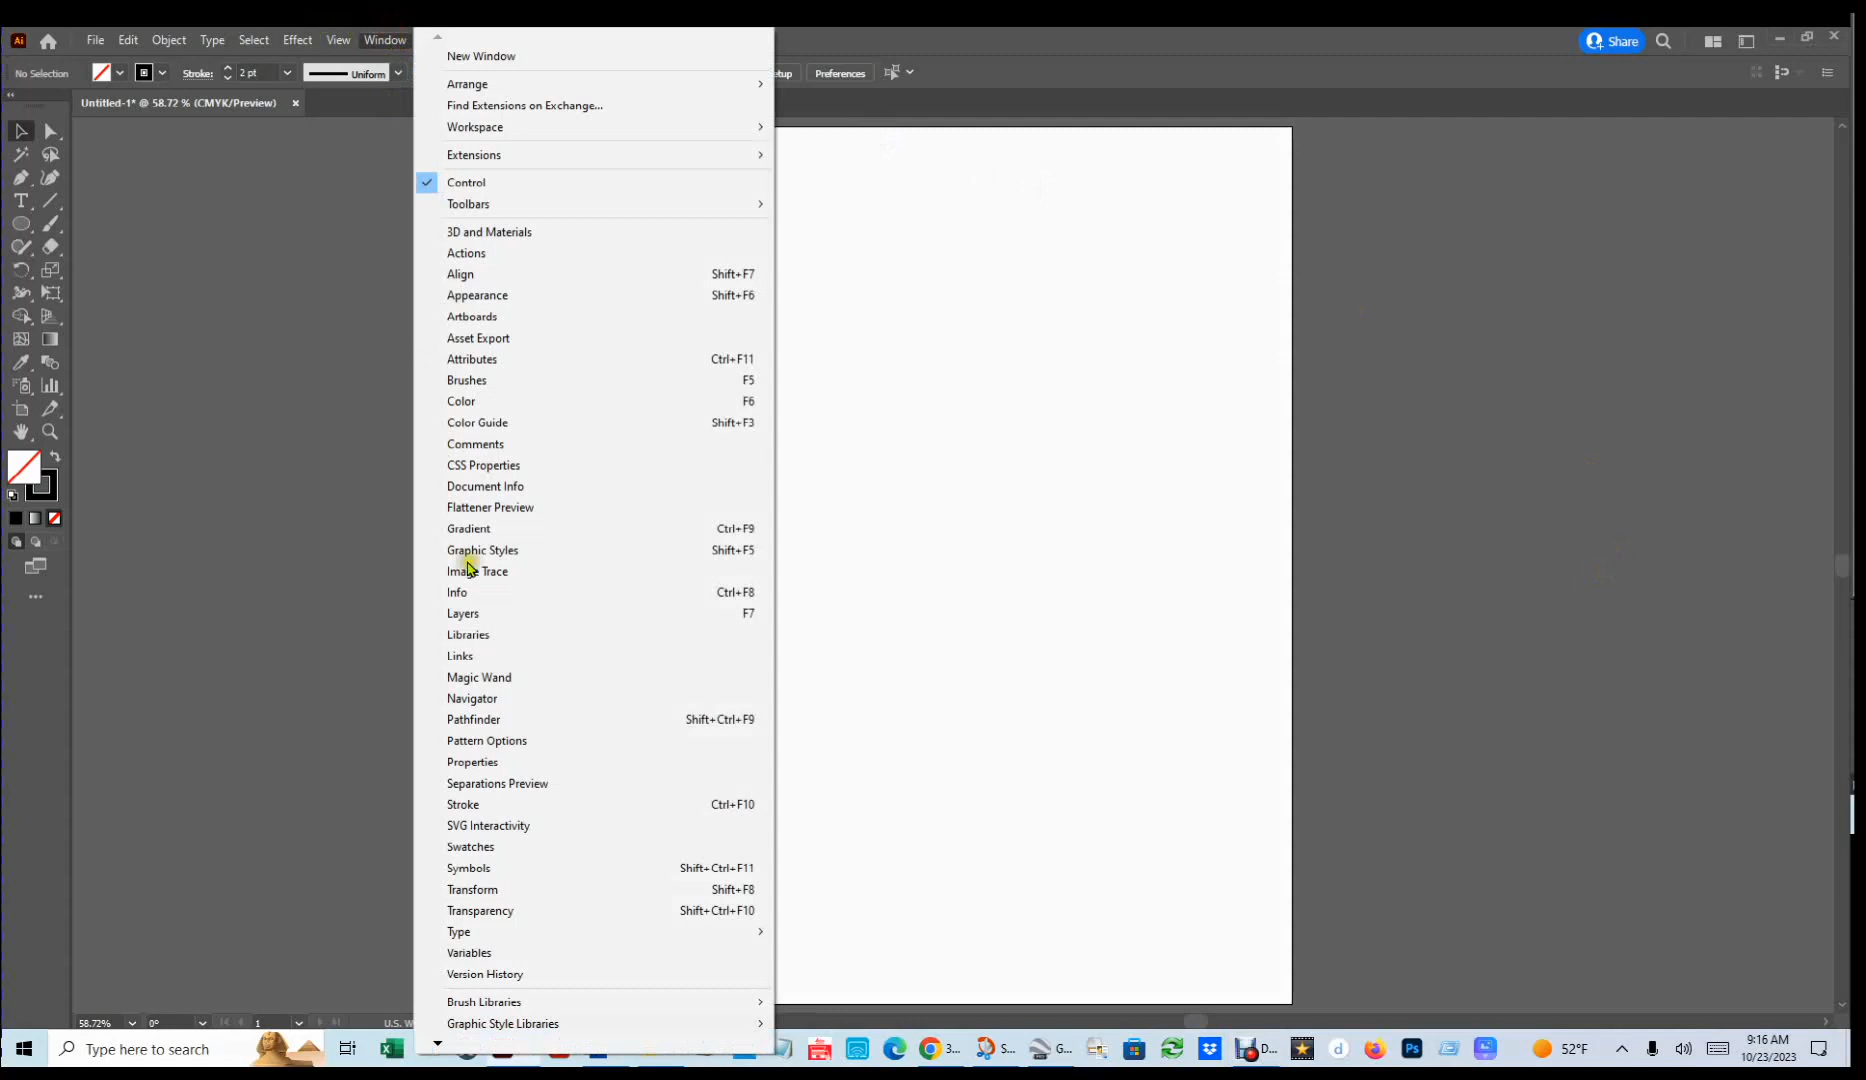 Ai File Edit Object Type Select Effect View Window Share
No Selection Stroke: 2 pt Uniform Preferences
Untitled-1* @ 58.72 % (CMYK/Preview) ×
New Window
Arrange
Find Extensions on Exchange...
Workspace
Extensions
Control
Toolbars
3D and Materials
Actions
Align Shift+F7
Appearance Shift+F6
Artboards
Asset Export
Attributes Ctrl+F11
Brushes F5
Color F6
Color Guide Shift+F3
Comments
CSS Properties
Document Info
Flattener Preview
Gradient Ctrl+F9
Graphic Styles Shift+F5
Image Trace
Info Ctrl+F8
Layers F7
Libraries
Links
Magic Wand
Navigator
Pathfinder Shift+Ctrl+F9
Pattern Options
Properties
Separations Preview
Stroke Ctrl+F10
SVG Interactivity
Swatches
Symbols Shift+Ctrl+F11
Transform Shift+F8
Transparency Shift+Ctrl+F10
Type
Variables
Version History
Brush Libraries
Graphic Style Libraries
58.72% 0° 1 U.S. W
Type here to search 3... S... G... D... d Ps 52°F 9:16 AM
10/23/2023